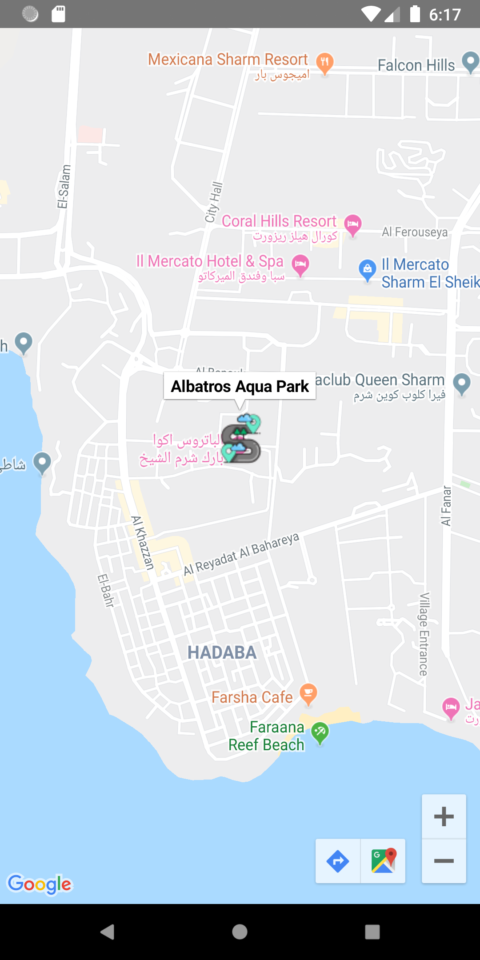 6:17
Mexicana Sharm Resort
اميجوس بار
Falcon Hills
El-Salam
City Hall
Coral Hills Resort
كورال هيلز ريزورت
Al Ferouseya
Il Mercato Hotel & Spa
سبا وفندق الميركاتو
Il Mercato
Sharm El Sheik
h
Albatros Aqua Park
aclub Queen Sharm
فيرا كلوب كوين شرم
لباتروس اكوا
بارك شرم الشيخ
شاطئ
Al Khazzan
Al Fanar
Al Reyadat Al Bahareya
El-Bahr
Village Entrance
HADABA
Farsha Cafe
Ja
رت
Faraana
Reef Beach
G
Google